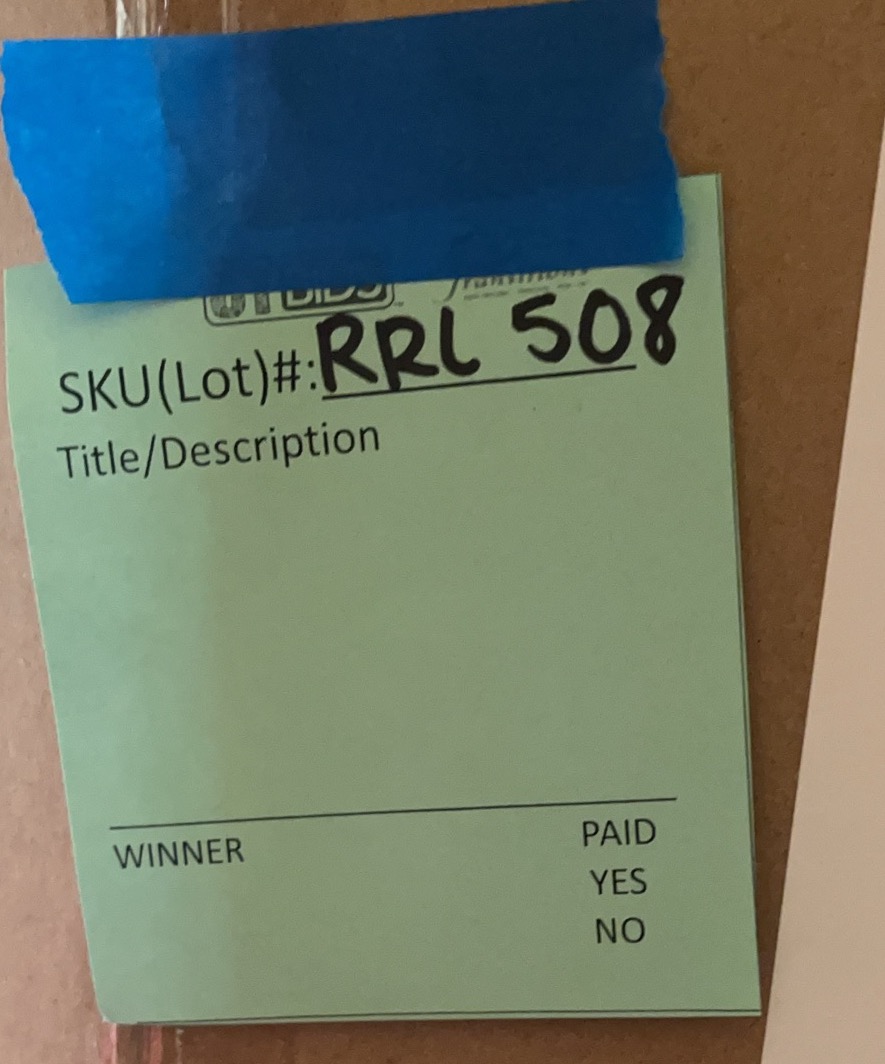 SKU(Lot)#: RRL 508
Title/Description
WINNER
PAID
YES
NO